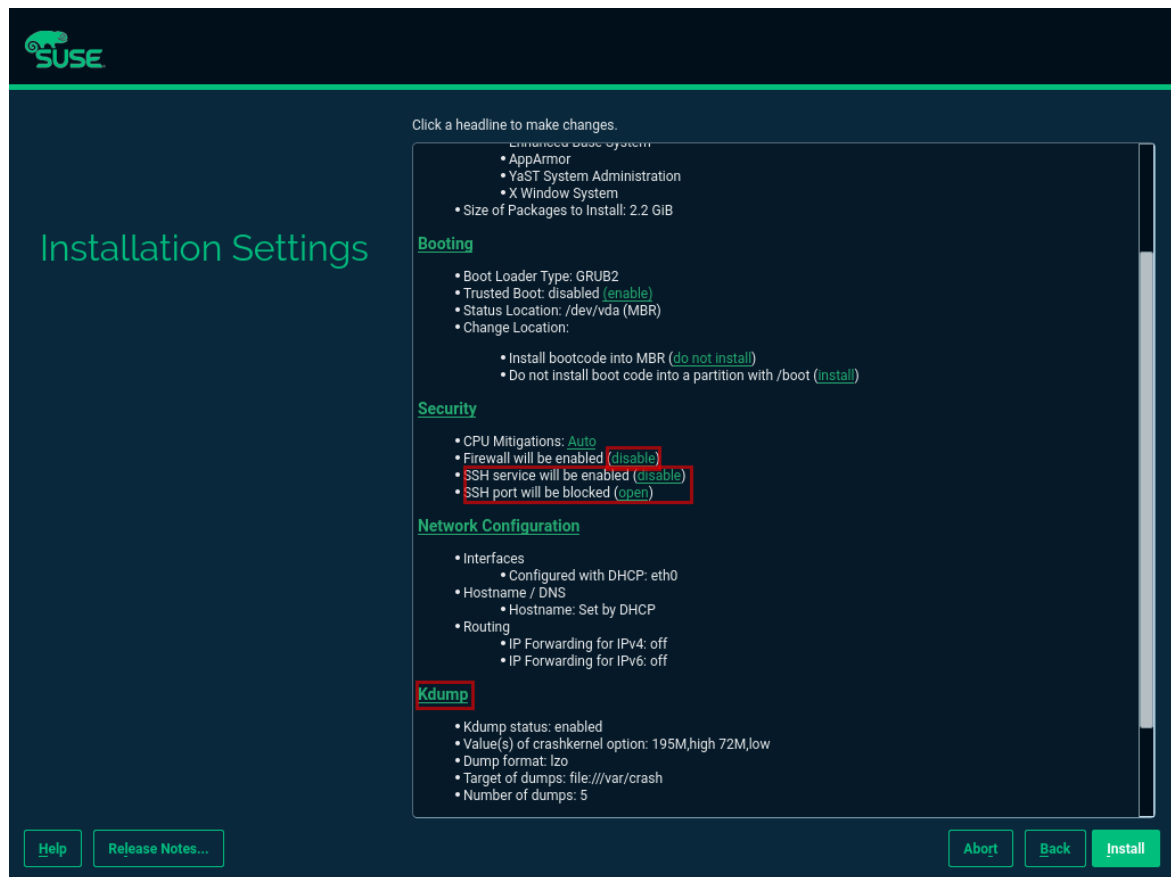 SUSE
Click a headline to make changes.
Installation Settings
Enhanced Base System
• AppArmor
• YaST System Administration
• X Window System
• Size of Packages to Install: 2.2 GiB
Booting
• Boot Loader Type: GRUB2
• Trusted Boot: disabled (enable)
• Status Location: /dev/vda (MBR)
• Change Location:
• Install bootcode into MBR (do not install)
• Do not install boot code into a partition with /boot (install)
Security
• CPU Mitigations: Auto
• Firewall will be enabled (disable)
• SSH service will be enabled (disable)
• SSH port will be blocked (open)
Network Configuration
• Interfaces
• Configured with DHCP: eth0
• Hostname / DNS
• Hostname: Set by DHCP
• Routing
• IP Forwarding for IPv4: off
• IP Forwarding for IPv6: off
Kdump
• Kdump status: enabled
• Value(s) of crashkernel option: 195M,high 72M,low
• Dump format: lzo
• Target of dumps: file:///var/crash
• Number of dumps: 5
Help Release Notes... Abort Back Install